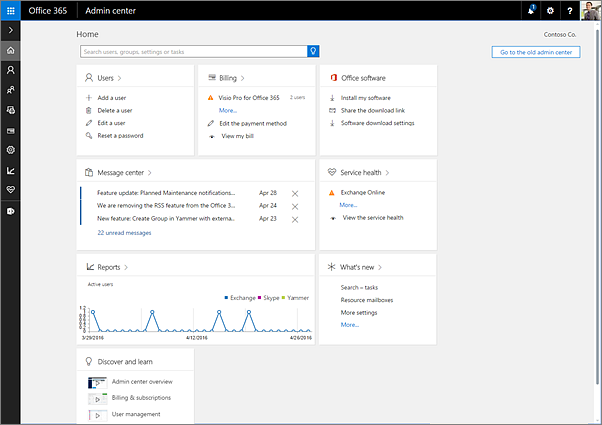 Office 365 Admin center 1 ?
Home Contoso Co.
Search users, groups, settings or tasks
Go to the old admin center
Users >
Add a user
Delete a user
Edit a user
Reset a password
Billing >
Visio Pro for Office 365 2 users
More...
Edit the payment method
View my bill
Office software
Install my software
Share the download link
Software download settings
Message center >
Feature update: Planned Maintenance notifications... Apr 28
We are removing the RSS feature from the Office 3... Apr 24
New feature: Create Group in Yammer with externa... Apr 23
22 unread messages
Service health >
Exchange Online
More...
View the service health
Reports >
Active users
Exchange Skype Yammer
1.2
3/29/2016 4/12/2016 4/26/2016
What's new >
Search – tasks
Resource mailboxes
More settings
More...
Discover and learn
Admin center overview
Billing & subscriptions
User management